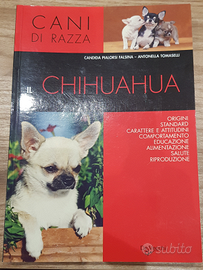 CANI
DI RAZZA
CANDIDA PIALORSI FALSINA - ANTONELLA TOMASELLI
IL CHIHUAHUA
ORIGINI
STANDARD
CARATTERE E ATTITUDINI
COMPORTAMENTO
EDUCAZIONE
ALIMENTAZIONE
SALUTE
RIPRODUZIONE
subito